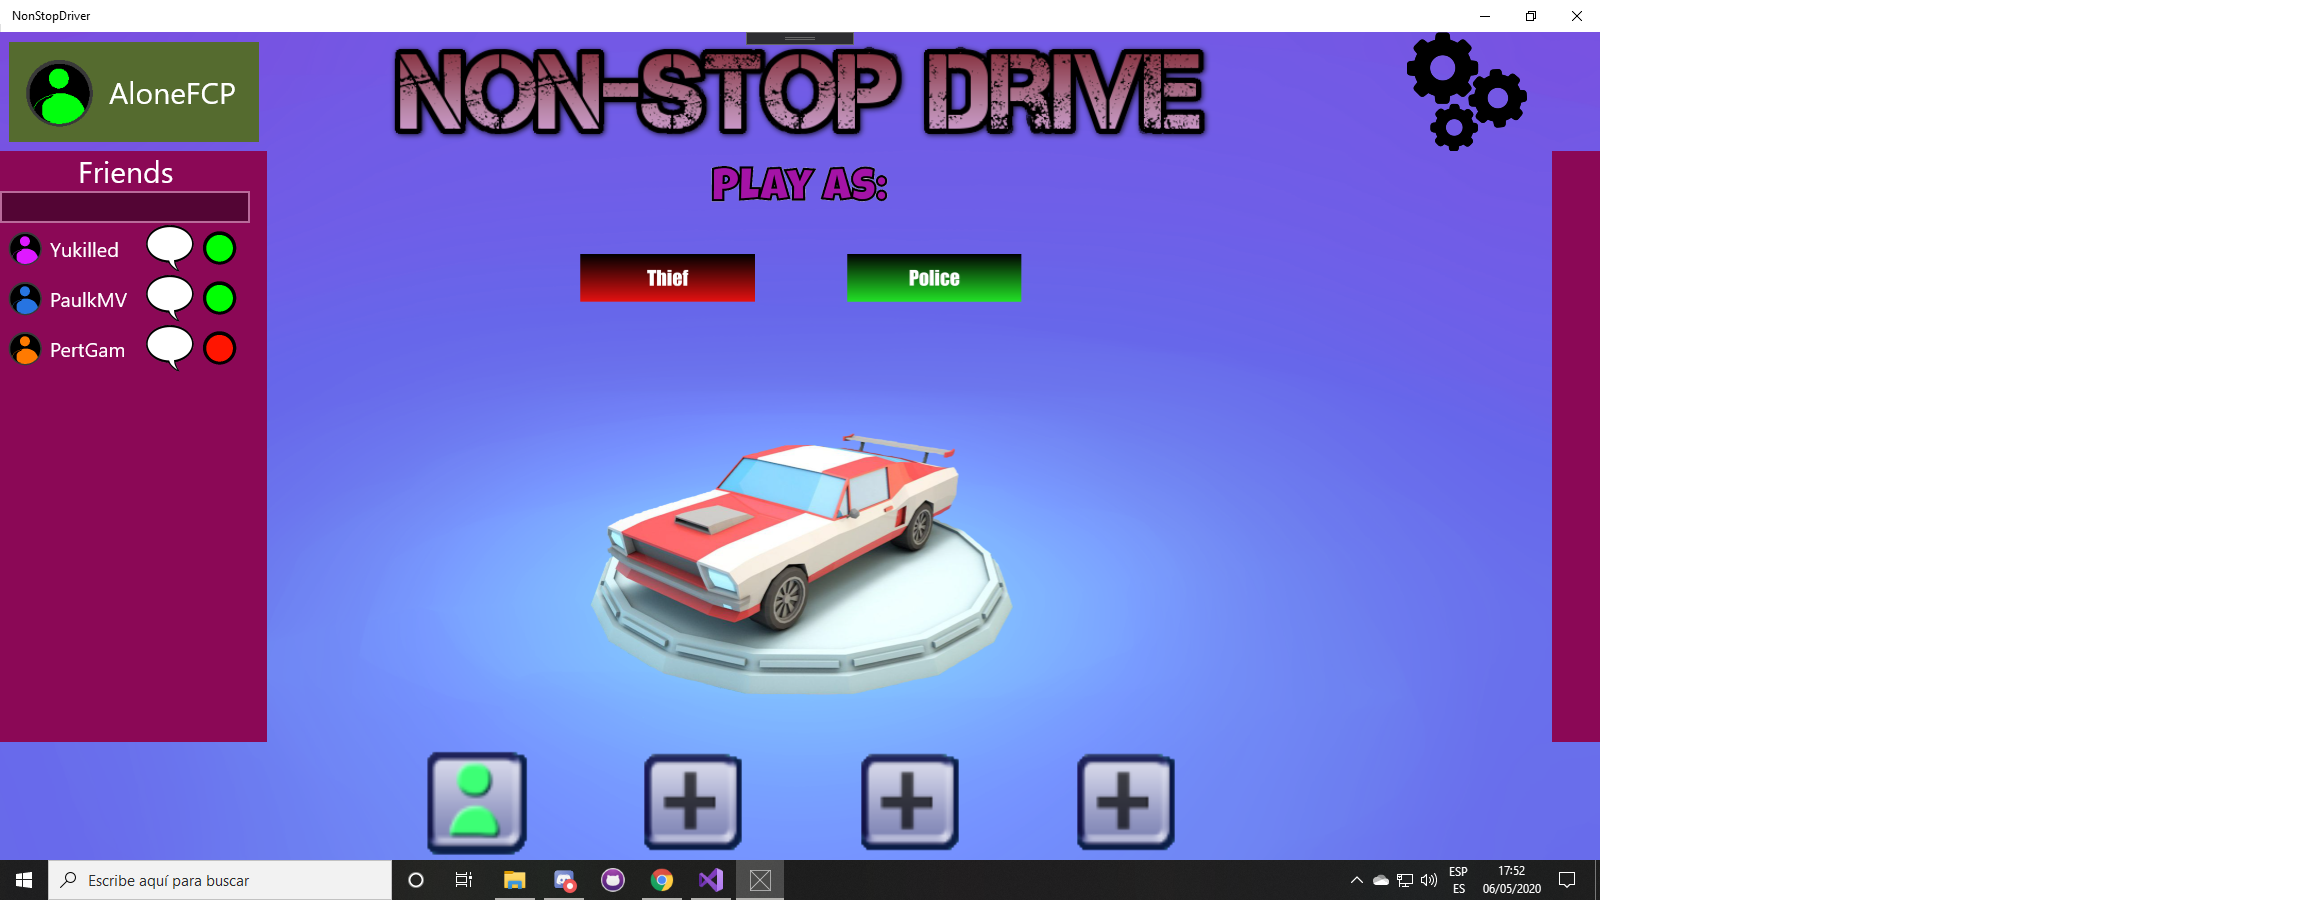 NonStopDriver
AloneFCP
NON-STOP DRIVE
Friends
PLAY AS:
Yukilled
Thief
Police
PaulkMV
PertGam
Escribe aquí para buscar
ESP
ES
17:52
06/05/2020